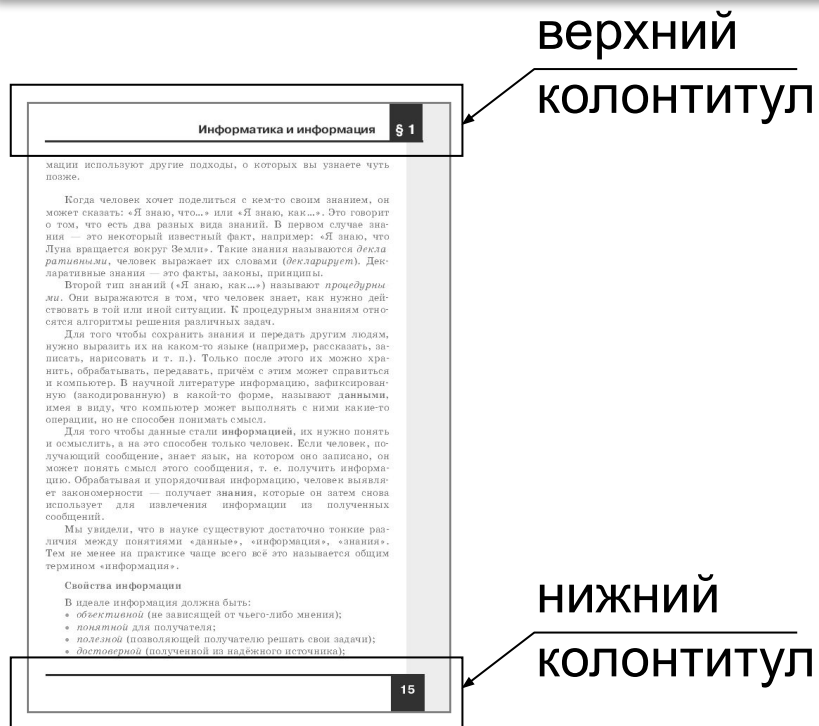 верхний
колонтитул
Информатика и информация § 1
мации используют другие подходы, о которых вы узнаете чуть
позже.
Когда человек хочет поделиться с кем-то своим знанием, он
может сказать: «Я знаю, что...» или «Я знаю, как...». Это говорит
о том, что есть два разных вида знаний. В первом случае зна-
ния — это некоторый известный факт, например: «Я знаю, что
Луна вращается вокруг Земли». Такие знания называются декла
ративными, человек выражает их словами (декларирует). Дек-
ларативные знания — это факты, законы, принципы.
Второй тип знаний («Я знаю, как...») называют процедурны
ми. Они выражаются в том, что человек знает, как нужно дей-
ствовать в той или иной ситуации. К процедурным знаниям отно-
сятся алгоритмы решения различных задач.
Для того чтобы сохранить знания и передать другим людям,
нужно выразить их на каком-то языке (например, рассказать, за-
писать, нарисовать и т. п.). Только после этого их можно хра-
нить, обрабатывать, передавать, причём с этим может справиться
и компьютер. В научной литературе информацию, зафиксирован-
ную (закодированную) в какой-то форме, называют данными,
имея в виду, что компьютер может выполнять с ними какие-то
операции, но не способен понимать смысл.
Для того чтобы данные стали информацией, их нужно понять
и осмыслить, а на это способен только человек. Если человек, по-
лучающий сообщение, знает язык, на котором оно записано, он
может понять смысл этого сообщения, т. е. получить информа-
цию. Обрабатывая и упорядочивая информацию, человек выявля-
ет закономерности — получает знания, которые он затем снова
использует для извлечения информации из полученных
сообщений.
Мы увидели, что в науке существуют достаточно тонкие раз-
личия между понятиями «данные», «информация», «знания».
Тем не менее на практике чаще всего всё это называется общим
термином «информация».
Свойства информации
В идеале информация должна быть:
• объективной (не зависящей от чьего-либо мнения);
• понятной для получателя;
• полезной (позволяющей получателю решать свои задачи);
• достоверной (полученной из надёжного источника);
15
нижний
колонтитул